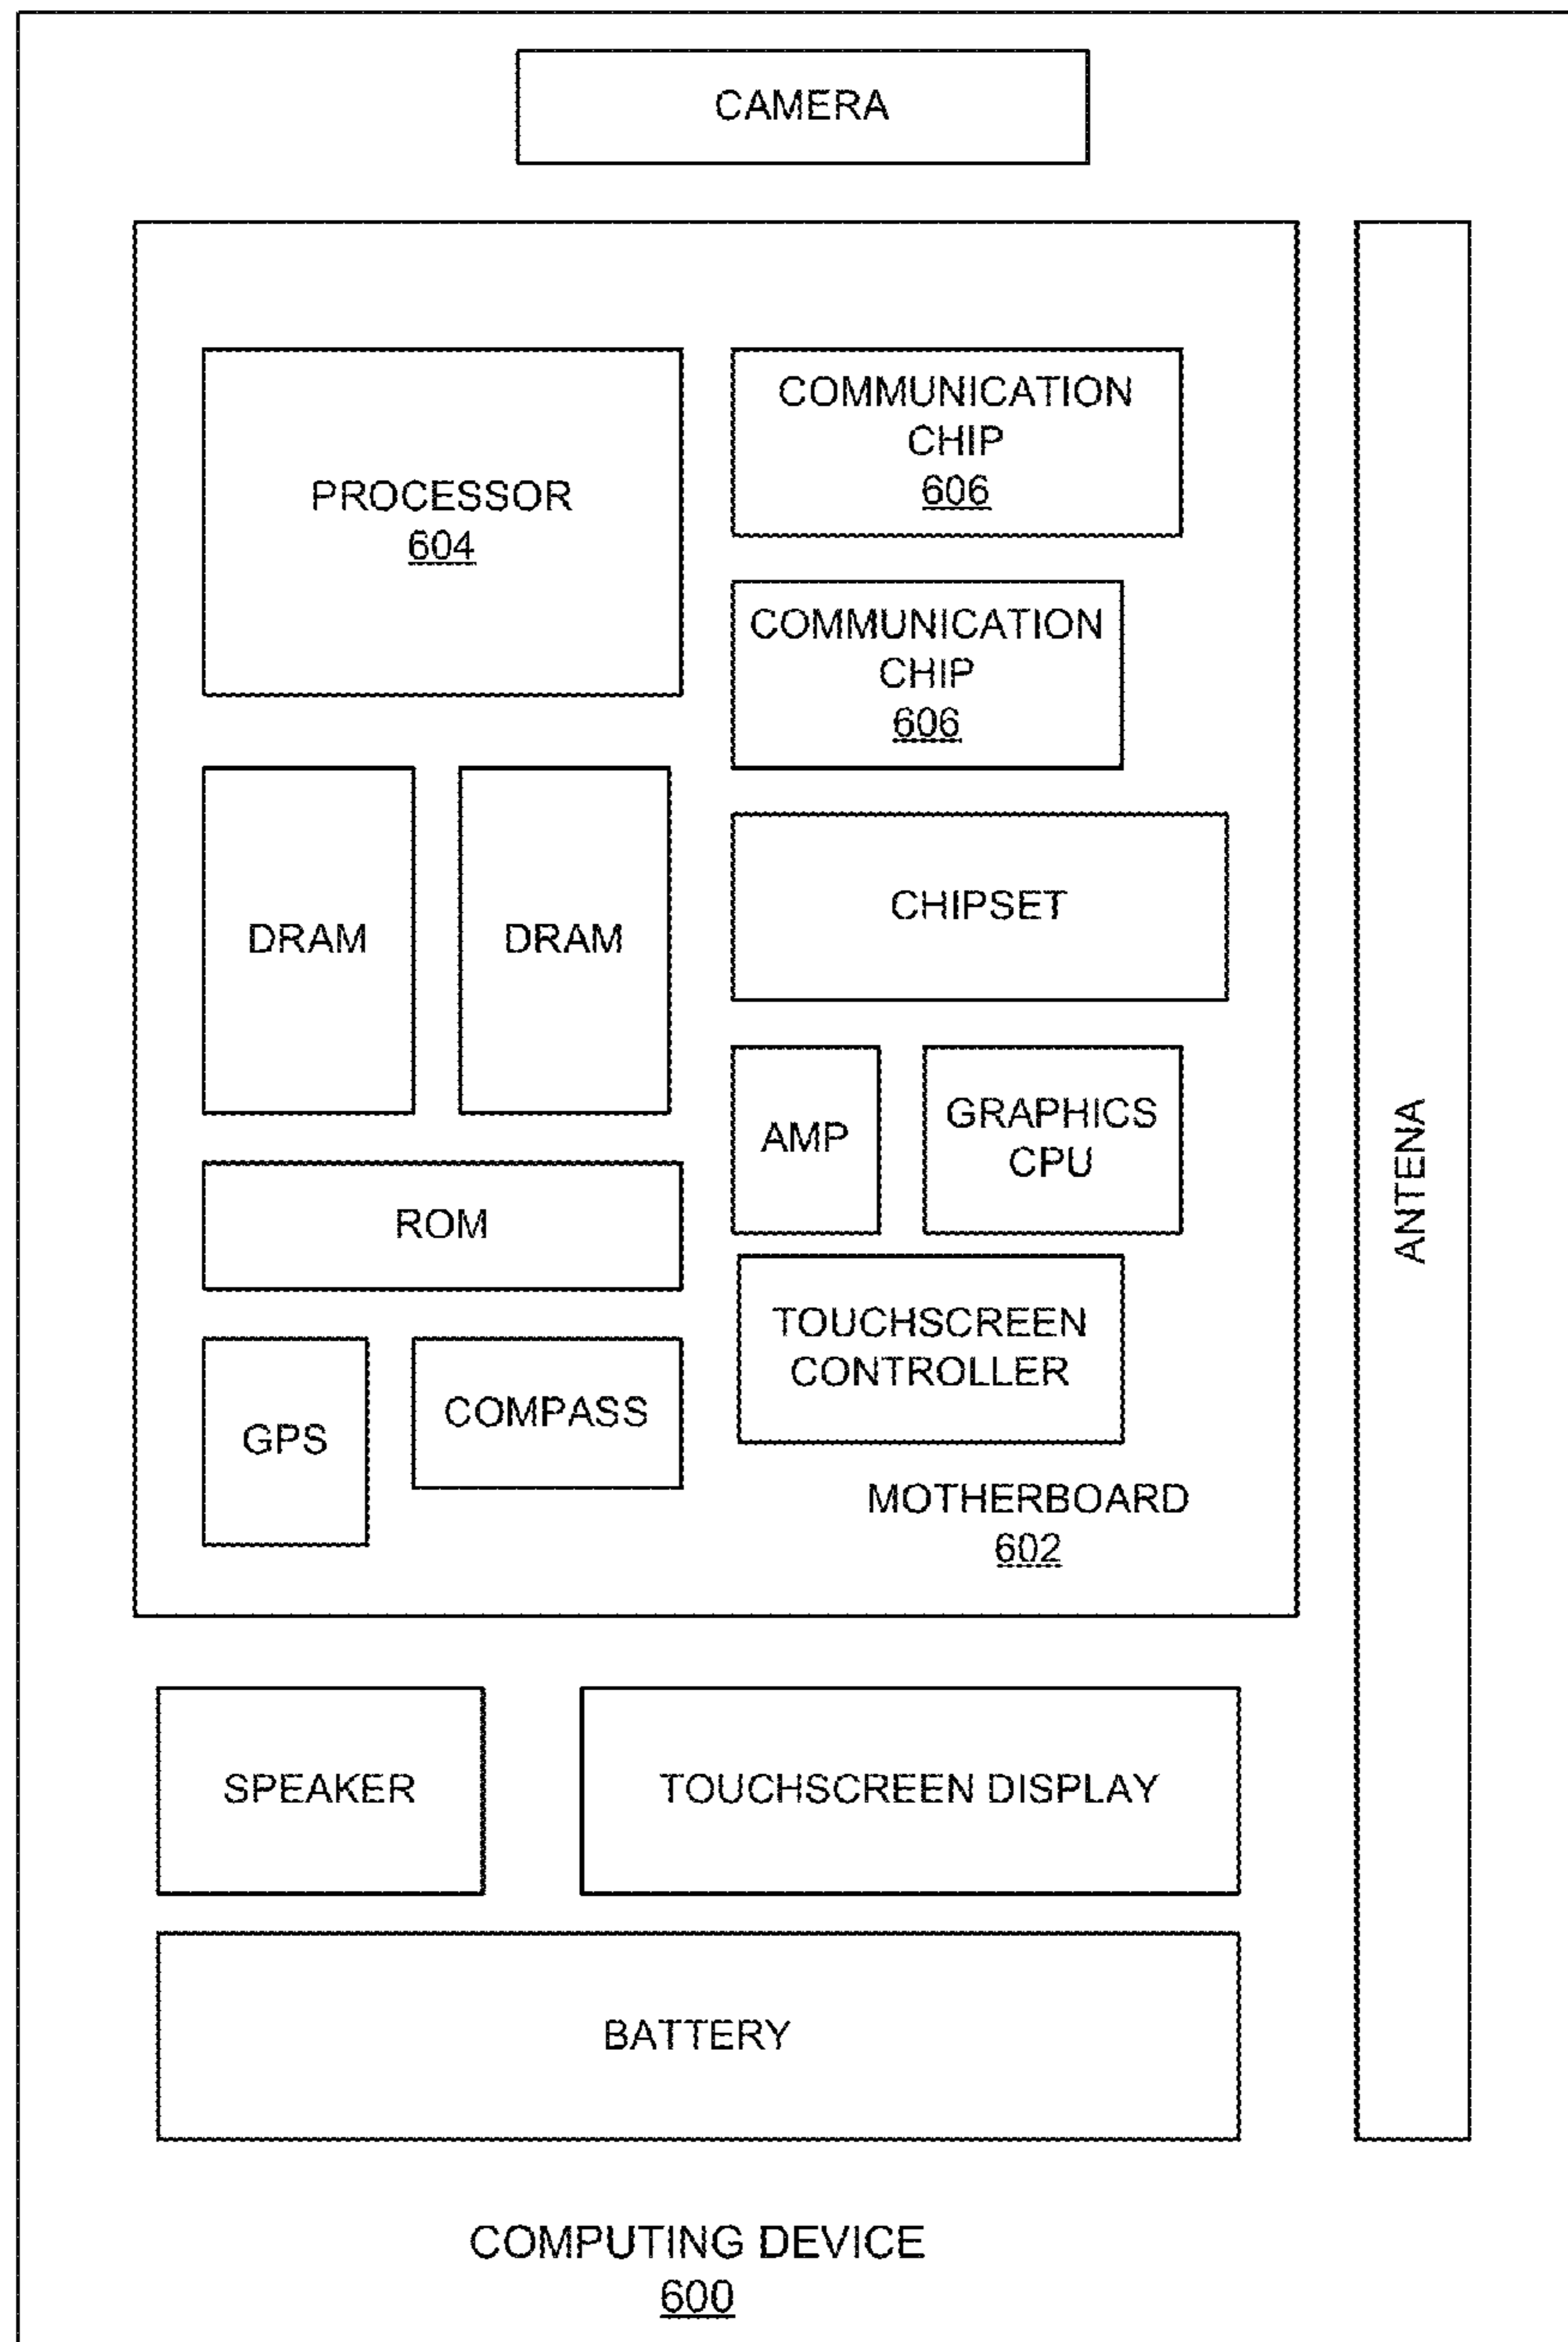 CAMERA
PROCESSOR
604
COMMUNICATION
CHIP
606
COMMUNICATION
CHIP
606
DRAM
DRAM
CHIPSET
AMP
GRAPHICS
CPU
ROM
TOUCHSCREEN
CONTROLLER
GPS
COMPASS
MOTHERBOARD
602
ANTENA
SPEAKER
TOUCHSCREEN DISPLAY
BATTERY
COMPUTING DEVICE
600